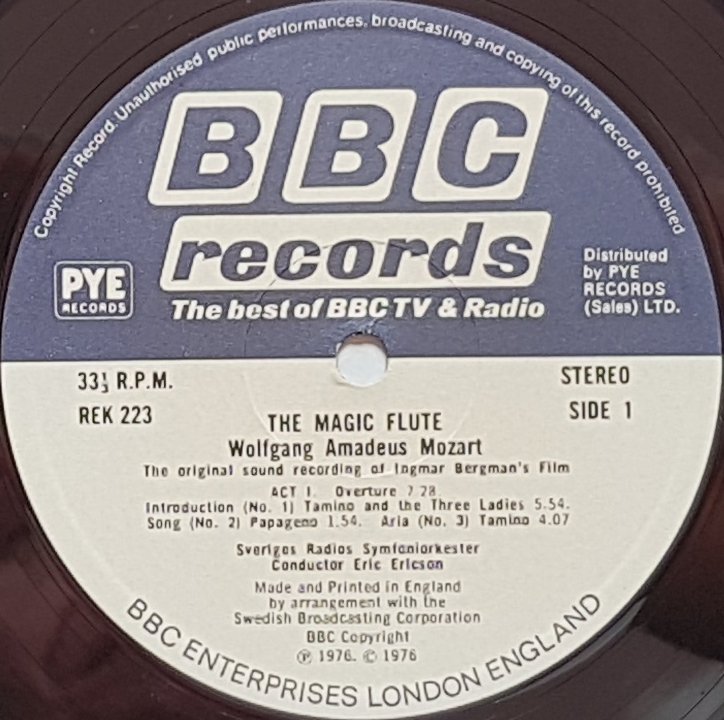 Copyright Record. Unauthorised public performances, broadcasting and copying of this record prohibited
BBC
records
The best of BBC TV & Radio
PYE
RECORDS
Distributed
by PYE
RECORDS
(Sales) LTD.
33⅓ R.P.M.
STEREO
REK 223
SIDE 1
THE MAGIC FLUTE
Wolfgang Amadeus Mozart
The original sound recording of Ingmar Bergman's Film
ACT I. Overture 7.28
Introduction (No. 1) Tamino and the Three Ladies 5.54.
Song (No. 2) Papageno 1.54. Aria (No. 3) Tamino 4.07
Sveriges Radios Symfoniorkester
Conductor Eric Ericson
Made and Printed in England
by arrangement with the
Swedish Broadcasting Corporation
BBC Copyright
℗ 1976. © 1976
BBC ENTERPRISES LONDON ENGLAND